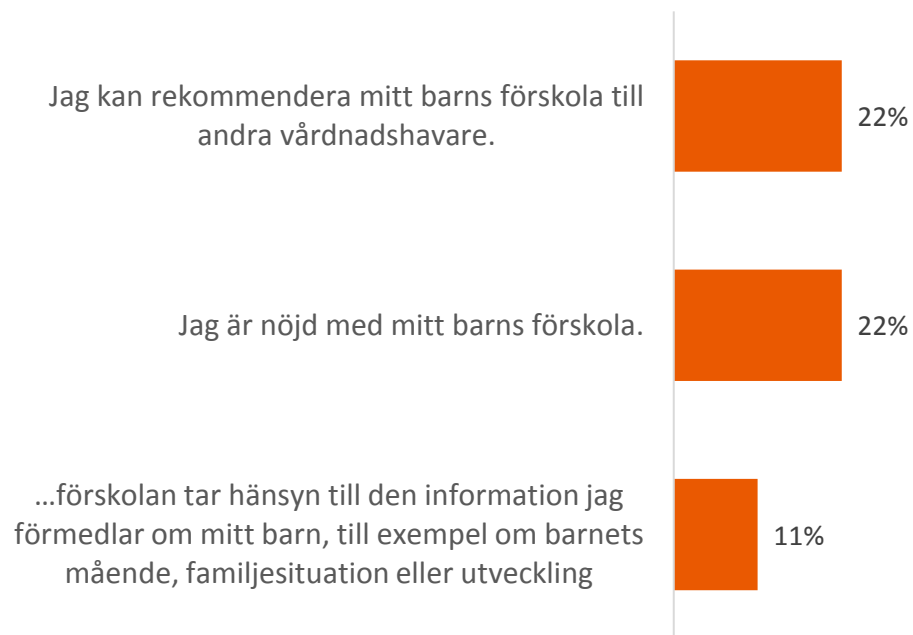 Jag kan rekommendera mitt barns förskola till
andra vårdnadshavare.
22%
Jag är nöjd med mitt barns förskola.
22%
...förskolan tar hänsyn till den information jag
förmedlar om mitt barn, till exempel om barnets
mående, familjesituation eller utveckling
11%